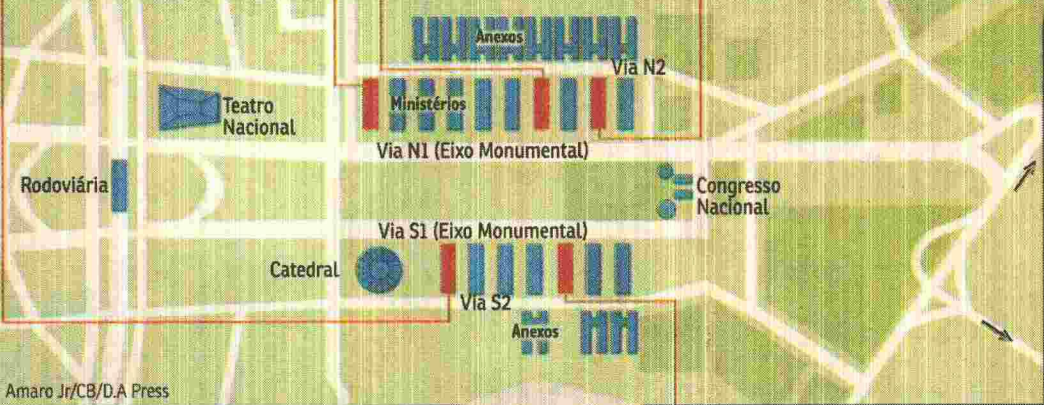 Anexos
Via N2
Teatro
Nacional
Ministérios
Via N1 (Eixo Monumental)
Rodoviária
Congresso
Nacional
Via S1 (Eixo Monumental)
Catedral
Via S2
Anexos
Amaro Jr/CB/D.A Press